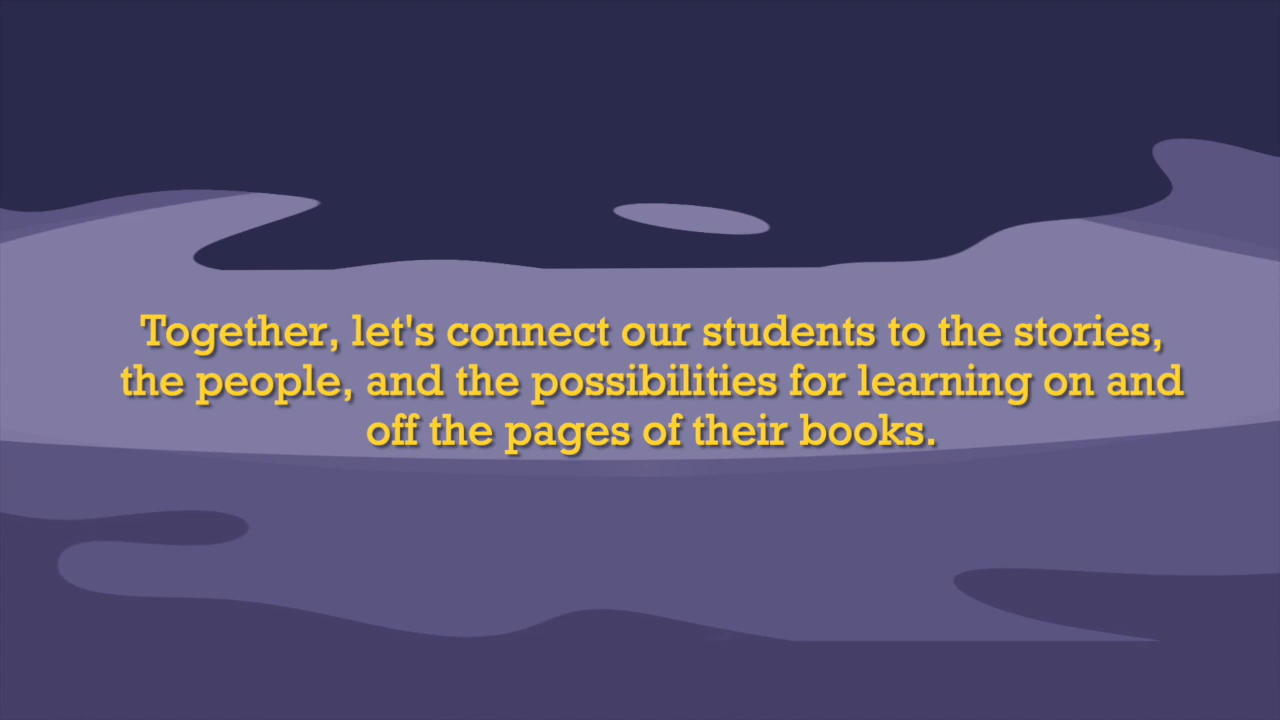 Together, let's connect our students to the stories,
the people, and the possibilities for learning on and
off the pages of their books.